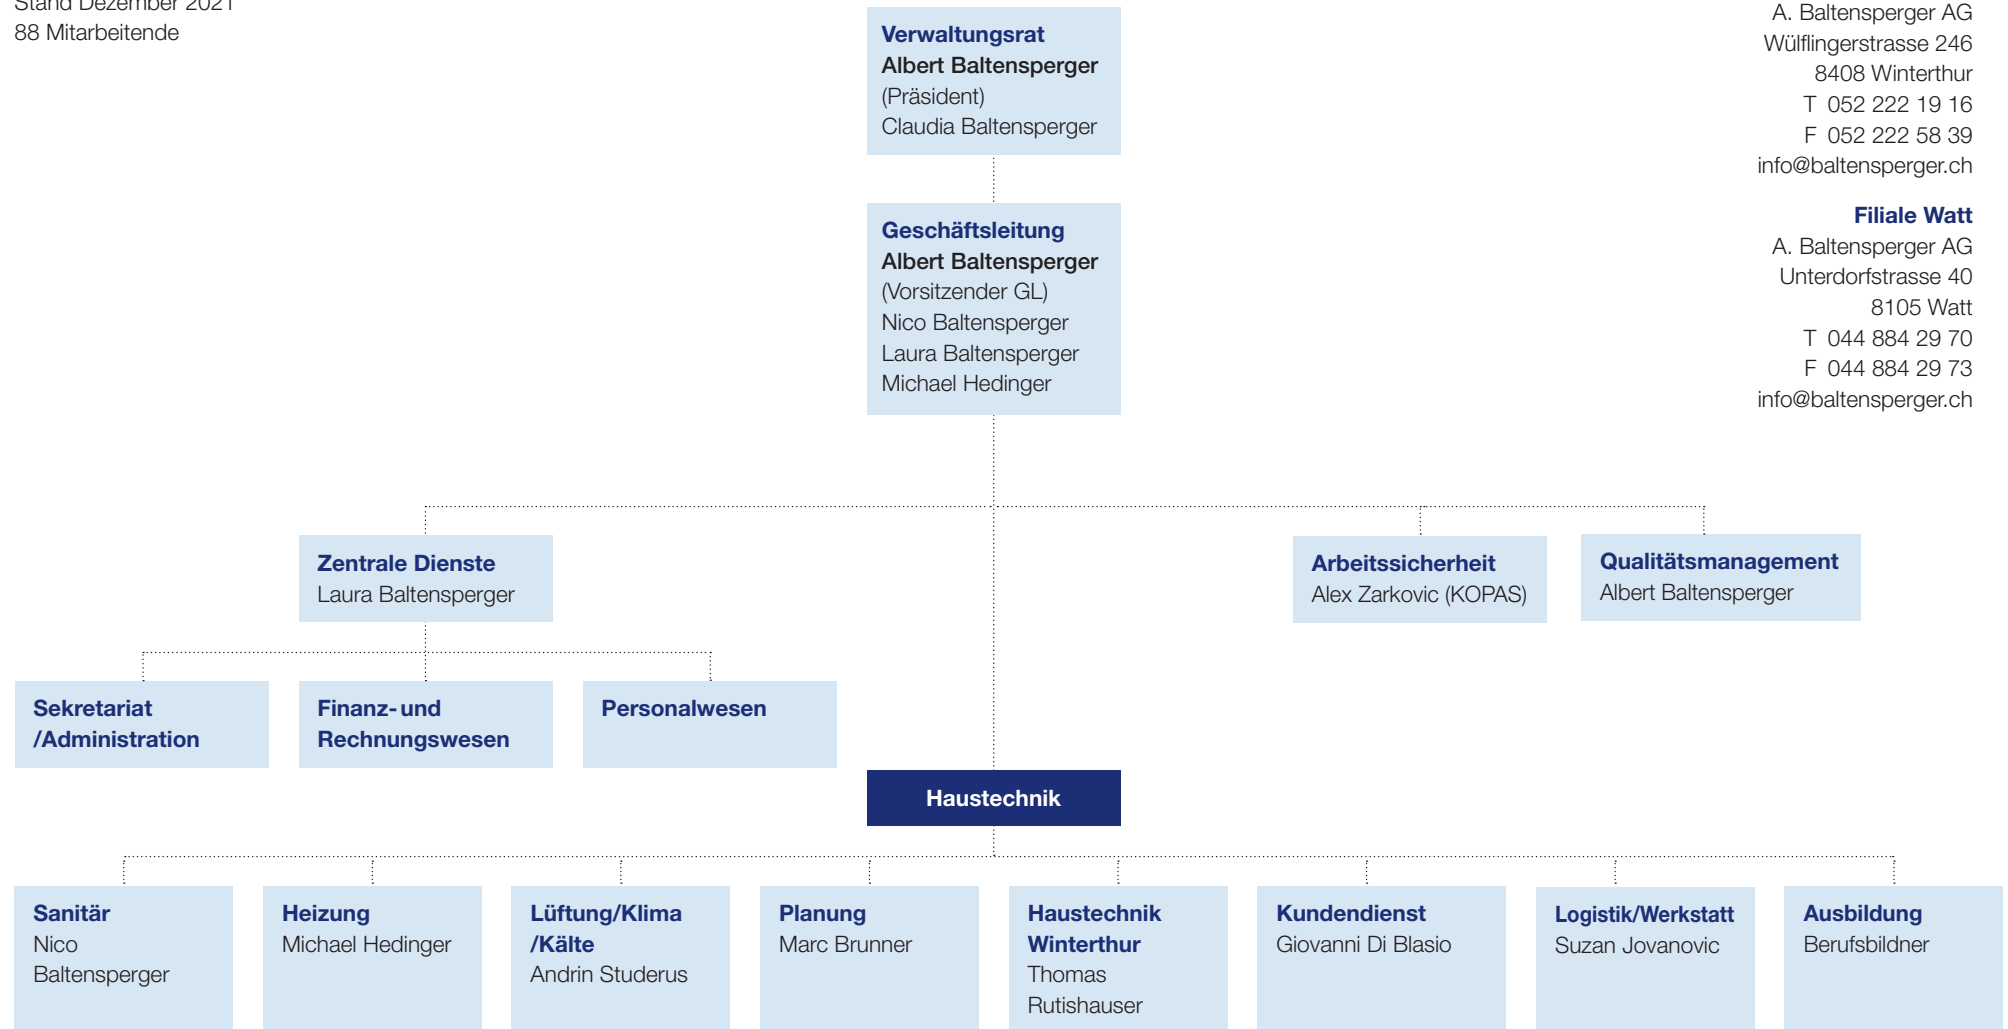 Stand Dezember 2021
88 Mitarbeitende
A. Baltensperger AG
Wülflingerstrasse 246
8408 Winterthur
T 052 222 19 16
F 052 222 58 39
info@baltensperger.ch
Filiale Watt
A. Baltensperger AG
Unterdorfstrasse 40
8105 Watt
T 044 884 29 70
F 044 884 29 73
info@baltensperger.ch
Verwaltungsrat
Albert Baltensperger
(Präsident)
Claudia Baltensperger
Geschäftsleitung
Albert Baltensperger
(Vorsitzender GL)
Nico Baltensperger
Laura Baltensperger
Michael Hedinger
Zentrale Dienste
Laura Baltensperger
Arbeitssicherheit
Alex Zarkovic (KOPAS)
Qualitätsmanagement
Albert Baltensperger
Sekretariat
/Administration
Finanz- und
Rechnungswesen
Personalwesen
Haustechnik
Sanitär
Nico
Baltensperger
Heizung
Michael Hedinger
Lüftung/Klima
/Kälte
Andrin Studerus
Planung
Marc Brunner
Haustechnik
Winterthur
Thomas
Rutishauser
Kundendienst
Giovanni Di Blasio
Logistik/Werkstatt
Suzan Jovanovic
Ausbildung
Berufsbildner